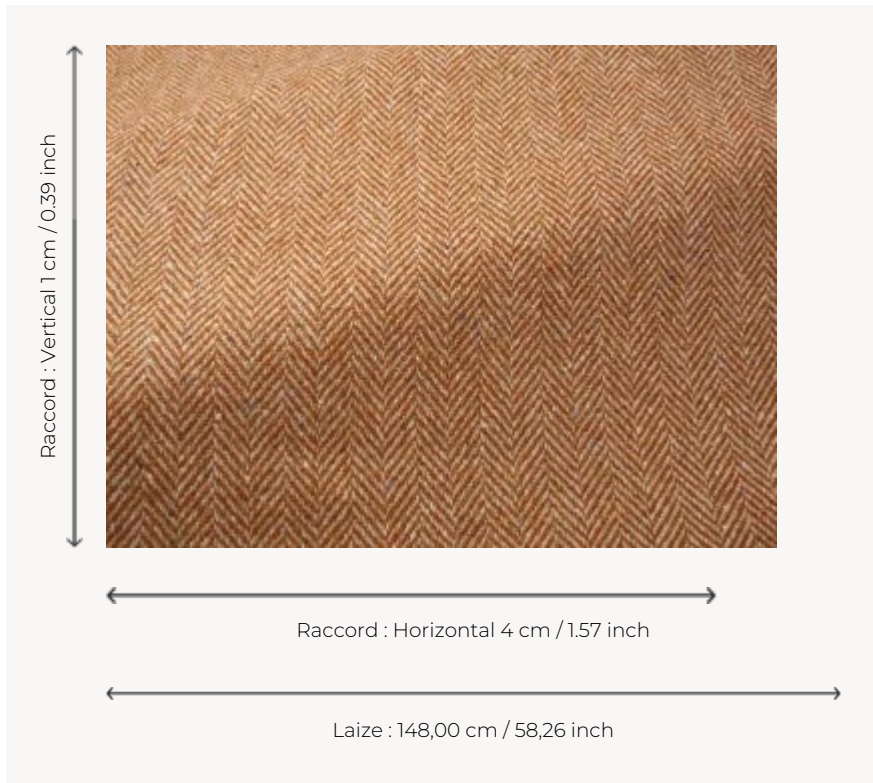 Raccord : Vertical 1 cm / 0.39 inch
Raccord : Horizontal 4 cm / 1.57 inch
Laize : 148,00 cm / 58,26 inch